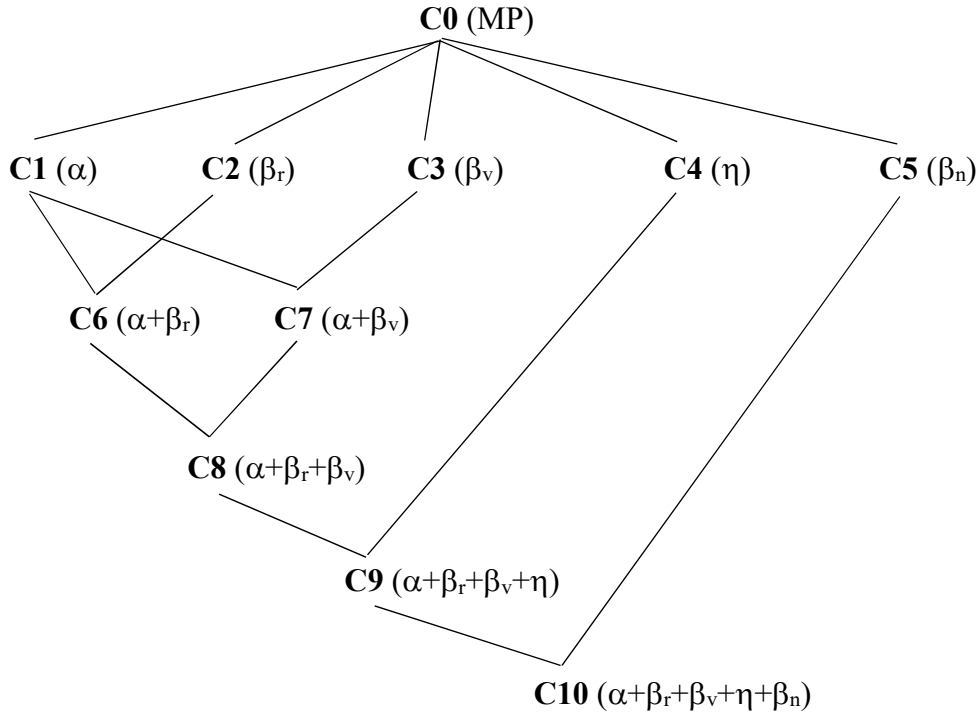 C0 (MP)
C1 (α) C2 (βr) C3 (βv) C4 (η) C5 (βn)
C6 (α+βr) C7 (α+βv)
C8 (α+βr+βv)
C9 (α+βr+βv+η)
C10 (α+βr+βv+η+βn)